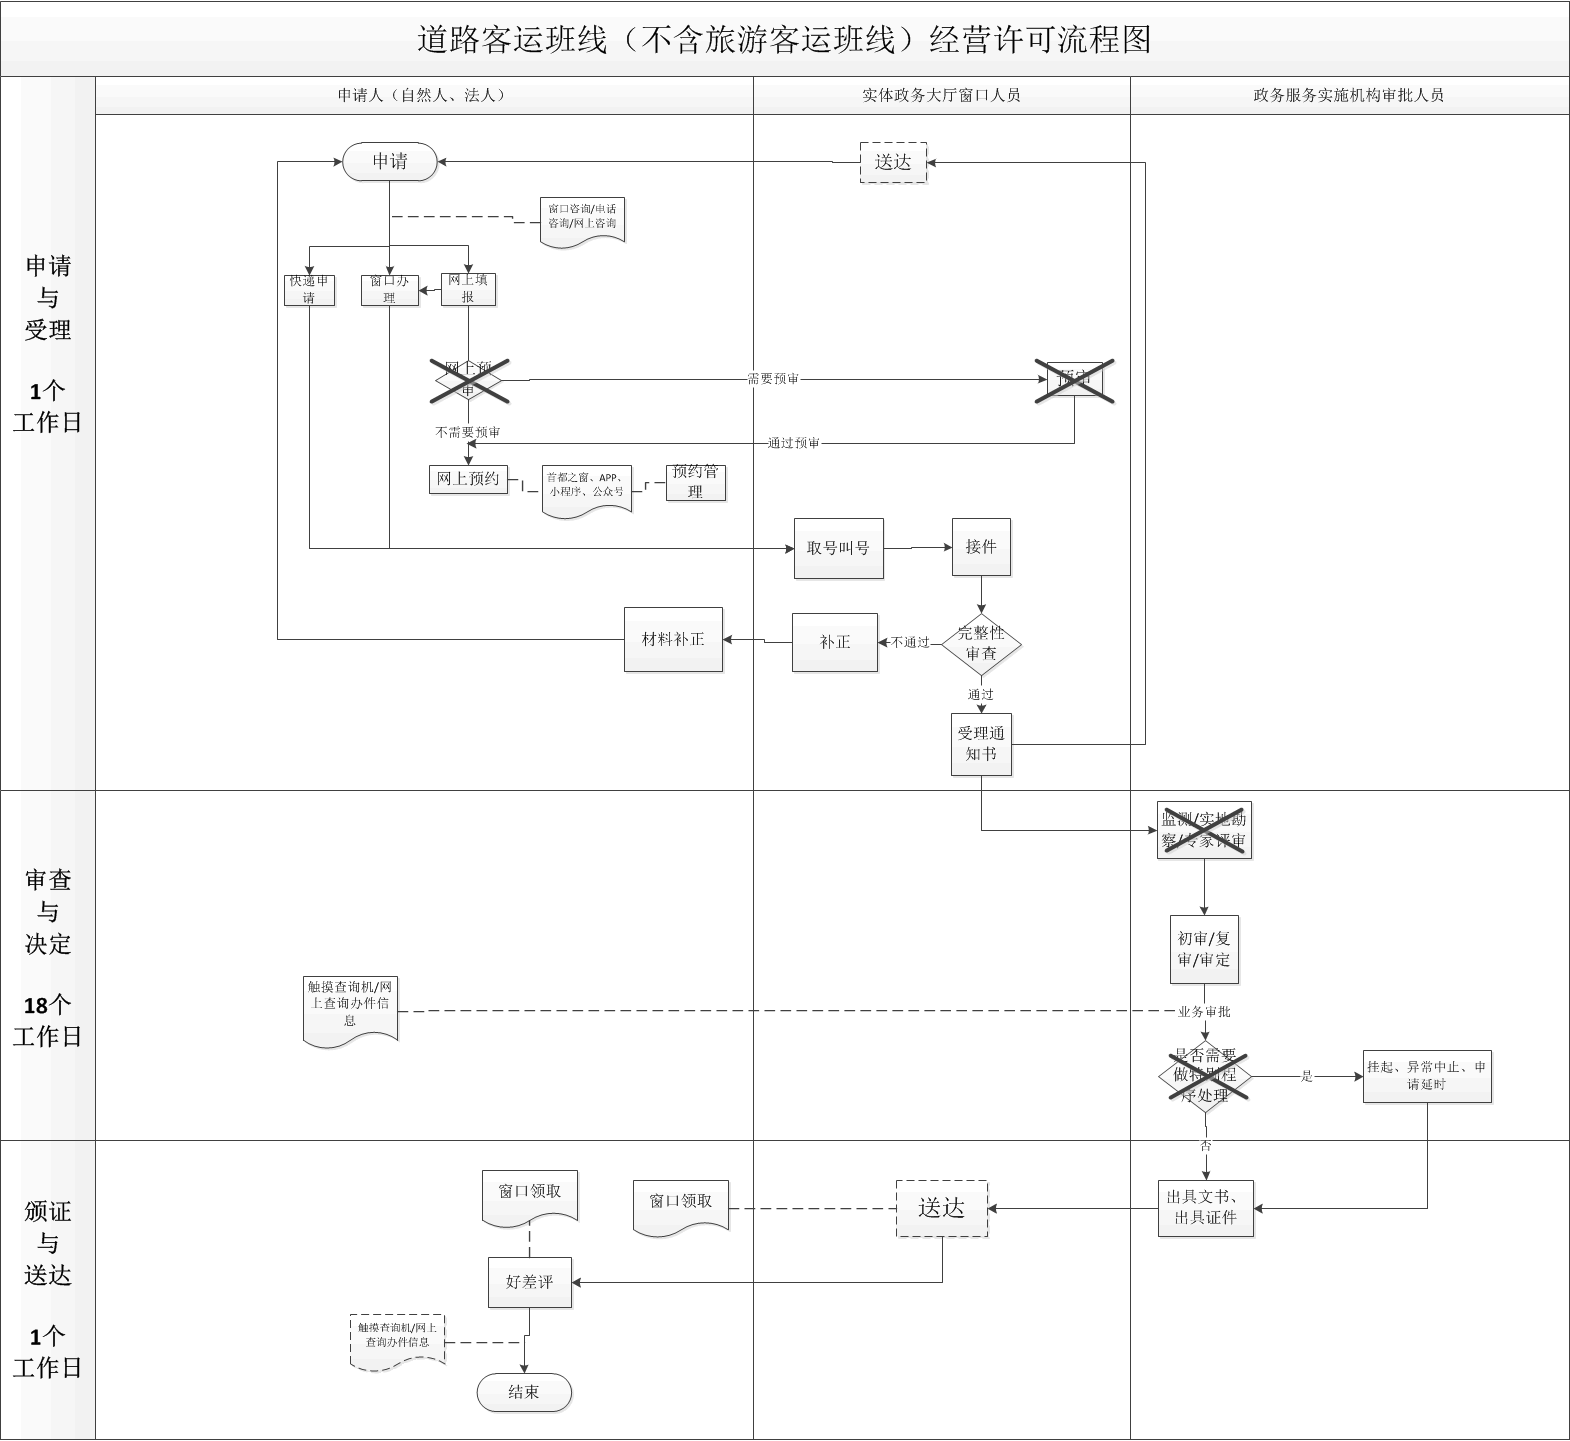 道路客运班线（不含旅游客运班线）经营许可流程图
申请人（自然人、法人）
实体政务大厅窗口人员
政务服务实施机构审批人员
申请
与
受理
1个
工作日
申请
送达
窗口咨询/电话
咨询/网上咨询
快递申
请
窗口办
理
网上填
报
网上预
审
需要预审
预审
不需要预审
通过预审
网上预约
首都之窗、APP、
小程序、公众号
预约管
理
取号叫号
接件
材料补正
补正
不通过
完整性
审查
通过
受理通
知书
审查
与
决定
18个
工作日
监测/实地勘
察/专家评审
初审/复
审/审定
触摸查询机/网
上查询办件信
息
业务审批
是否需要
做特别程
序处理
是
挂起、异常中止、申
请延时
否
颁证
与
送达
1个
工作日
窗口领取
窗口领取
送达
出具文书、
出具证件
好差评
触摸查询机/网上
查询办件信息
结束